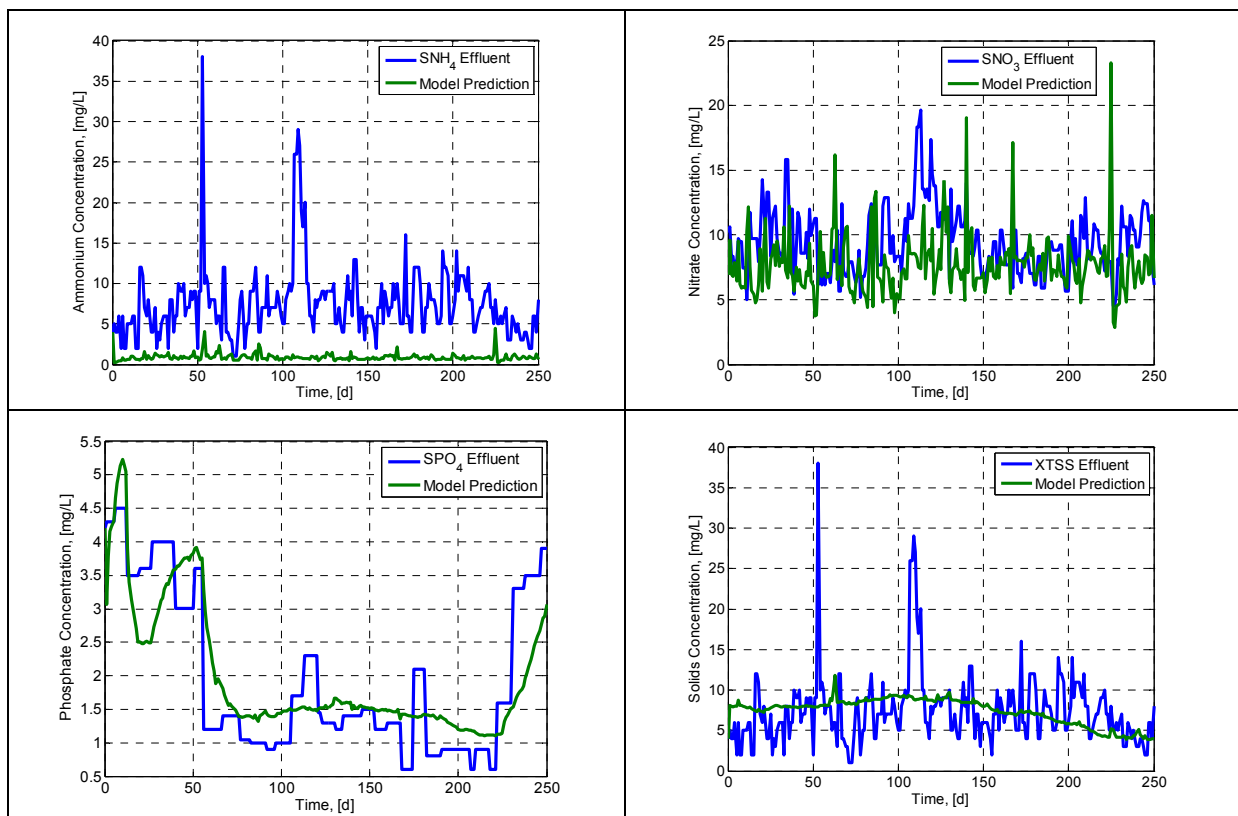 40
35
30
25
20
15
10
5
0
Ammonium Concentration, [mg/L]
SNH4 Effluent
Model Prediction
0 50 100 150 200 250
Time, [d]
25
20
15
10
5
0
Nitrate Concentration, [mg/L]
SNO3 Effluent
Model Prediction
0 50 100 150 200 250
Time, [d]
5.5
5
4.5
4
3.5
3
2.5
2
1.5
1
0.5
Phosphate Concentration, [mg/L]
SPO4 Effluent
Model Prediction
0 50 100 150 200 250
Time, [d]
40
35
30
25
20
15
10
5
0
Solids Concentration, [mg/L]
XTSS Effluent
Model Prediction
0 50 100 150 200 250
Time, [d]